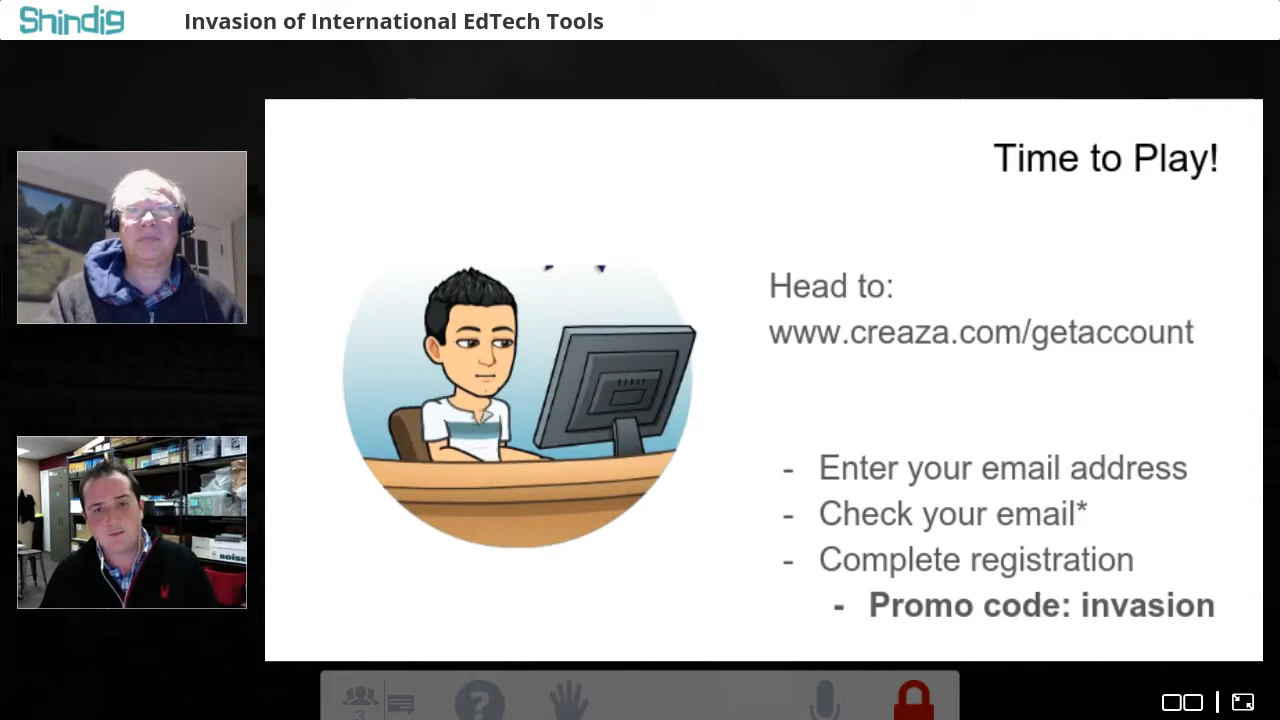 Shindig
Invasion of International EdTech Tools
Time to Play!
Head to:
www.creaza.com/getaccount
- Enter your email address
- Check your email*
- Complete registration
- Promo code: invasion
3